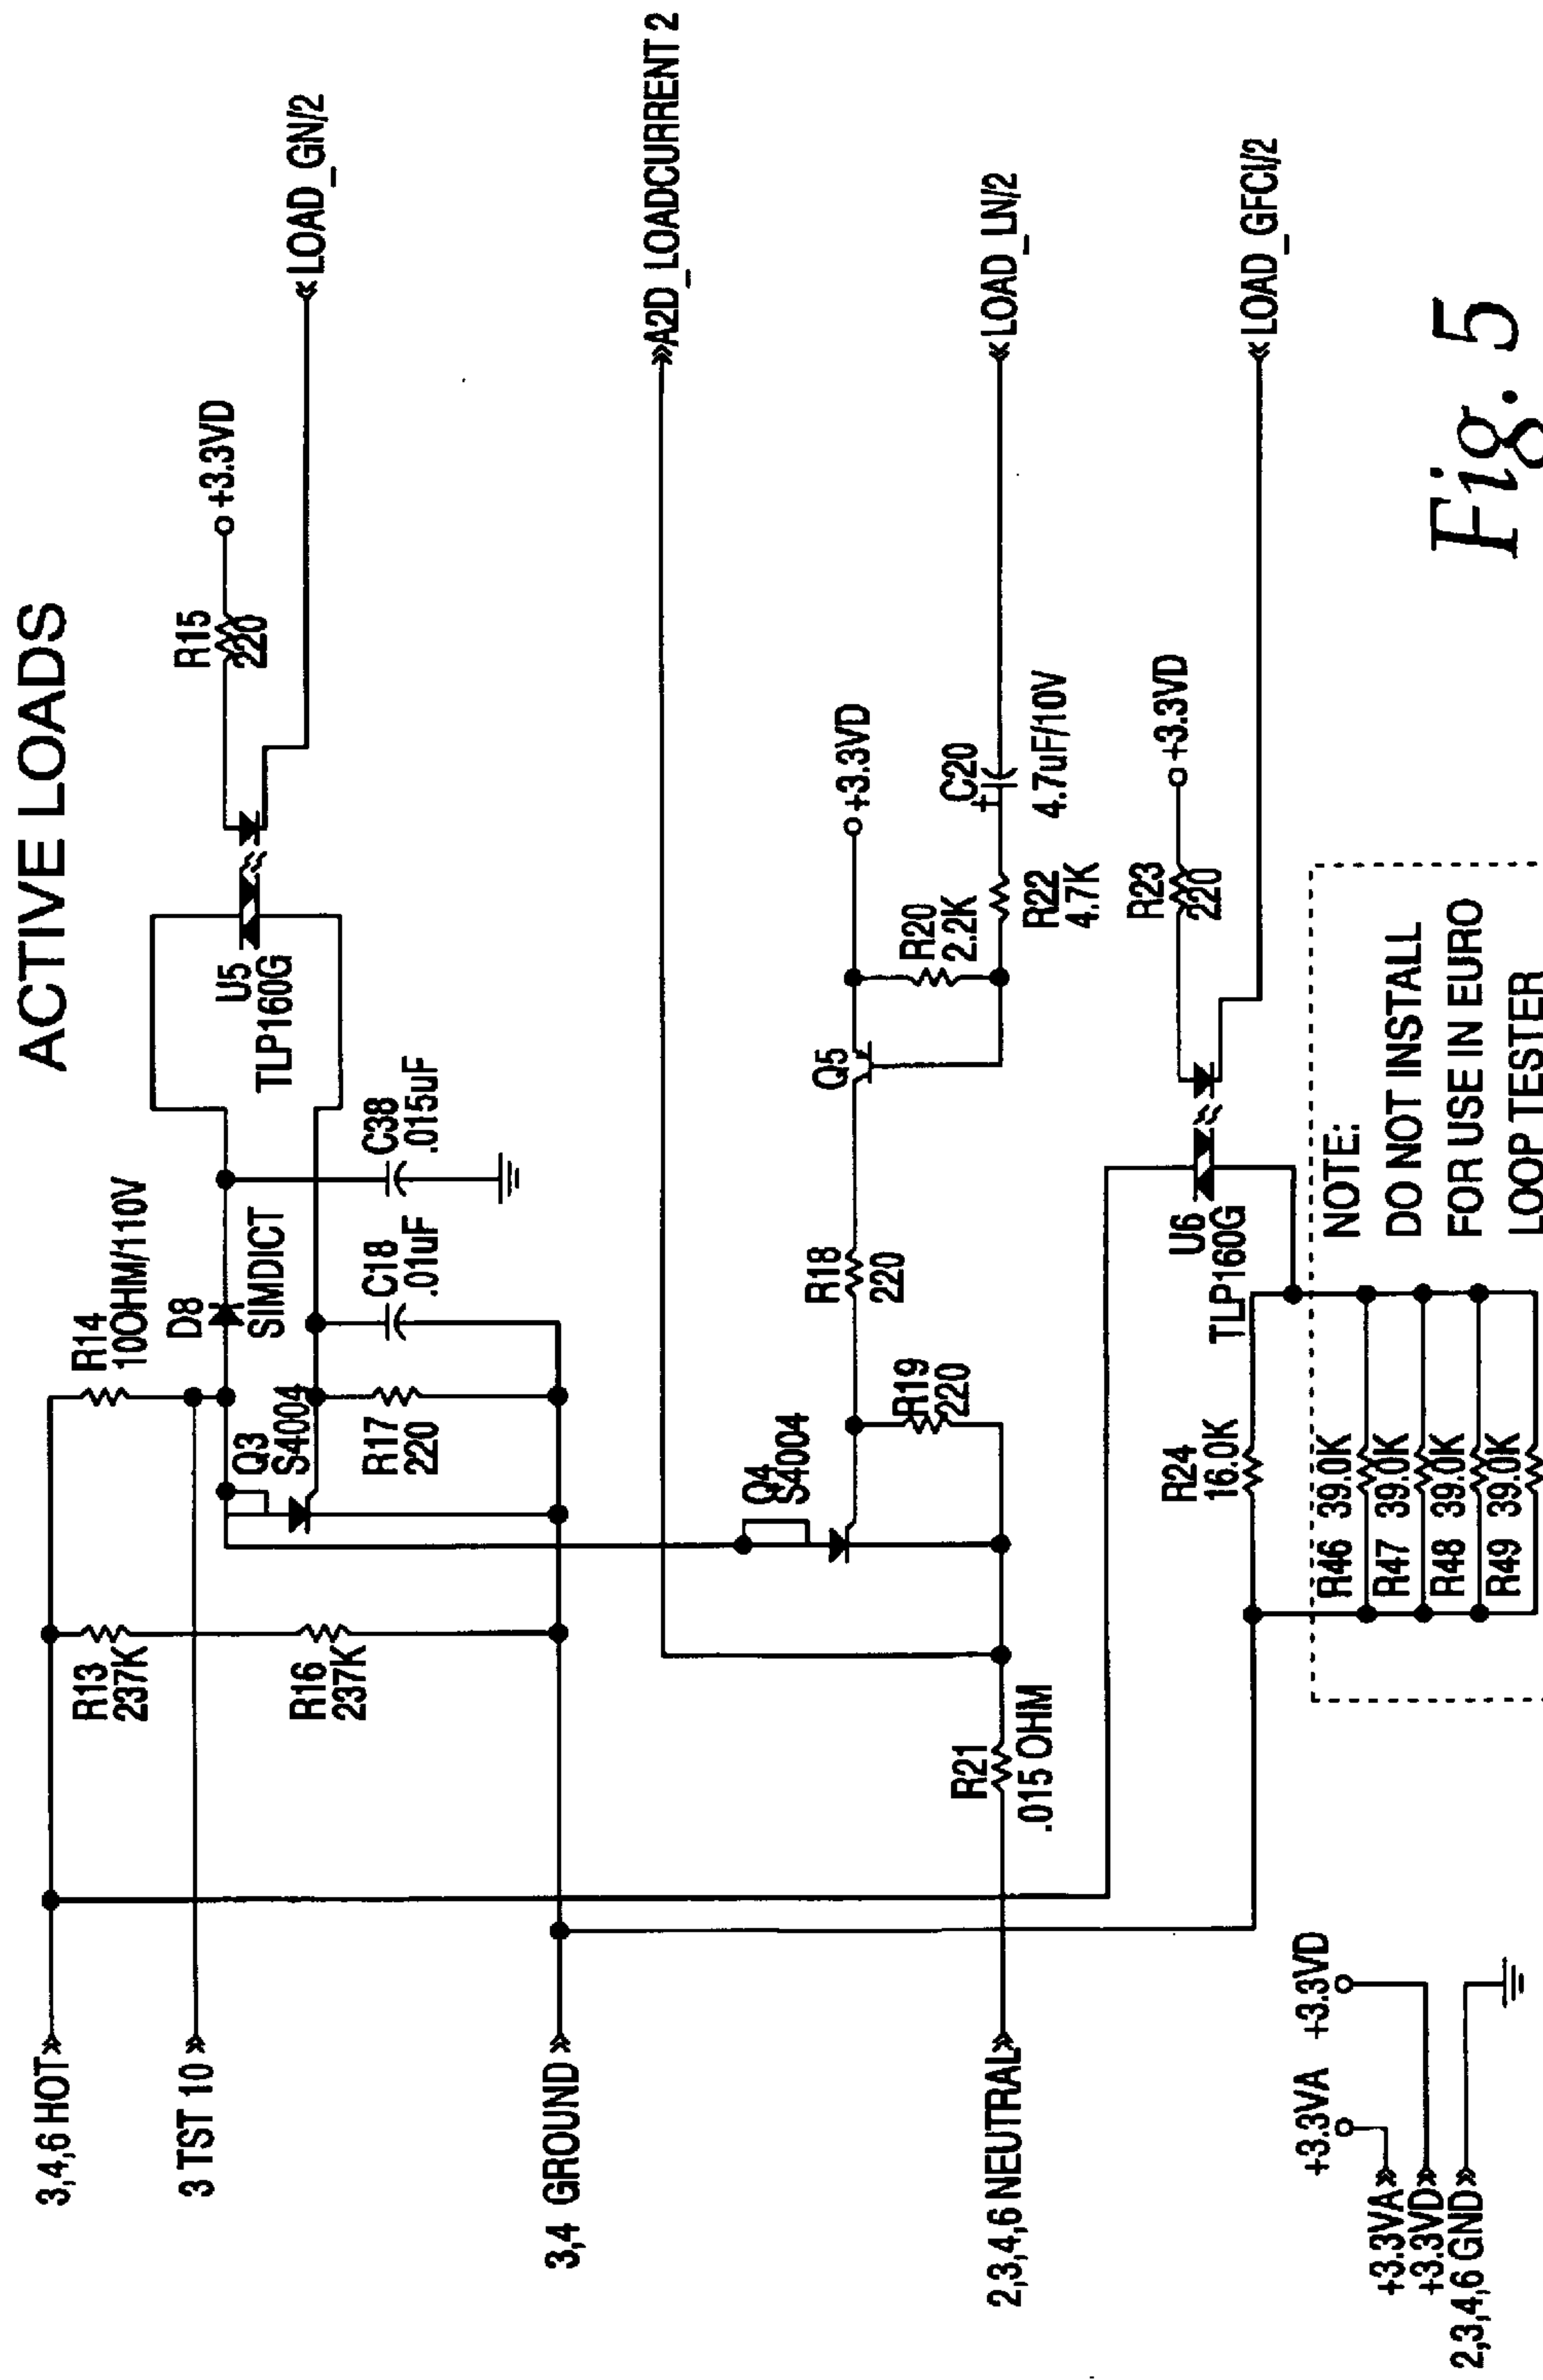 ACTIVE LOADS
3,4,6 HOT
3 TST 10
3,4 GROUND
2,3,4,6 NEUTRAL
R13
237K
R16
237K
R14
10OHM/110V
D8
SIMDICT
Q3
S4004
R17
220
C18
.01uF
C38
.015uF
U5
TLP160G
R15
220
+3.3VD
LOAD_GN/2
A2D_LOADCURRENT 2
Q4
S4004
R19
220
R18
220
Q5
+3.3VD
R20
2.2K
R22
4.7K
C20
+
4.7uF/10V
LOAD_LN/2
R21
.015 OHM
U6
TLP160G
R23
220
+3.3VD
LOAD_GFCI/2
R24
16.0K
R46 39.0K
R47 39.0K
R48 39.0K
R49 39.0K
NOTE:
DO NOT INSTALL
FOR USE IN EURO
LOOP TESTER
+3.3VA +3.3VD
+3.3VA
+3.3VD
2,3,4,6 GND
Fig. 5